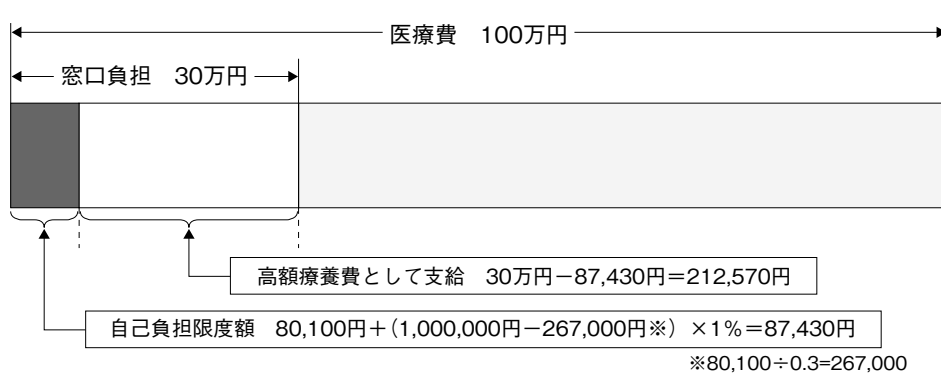 医療費　100万円
窓口負担　30万円
高額療養費として支給　30万円－87,430円＝212,570円
自己負担限度額　80,100円＋（1,000,000円－267,000円※）×1％＝87,430円
※80,100÷0.3=267,000